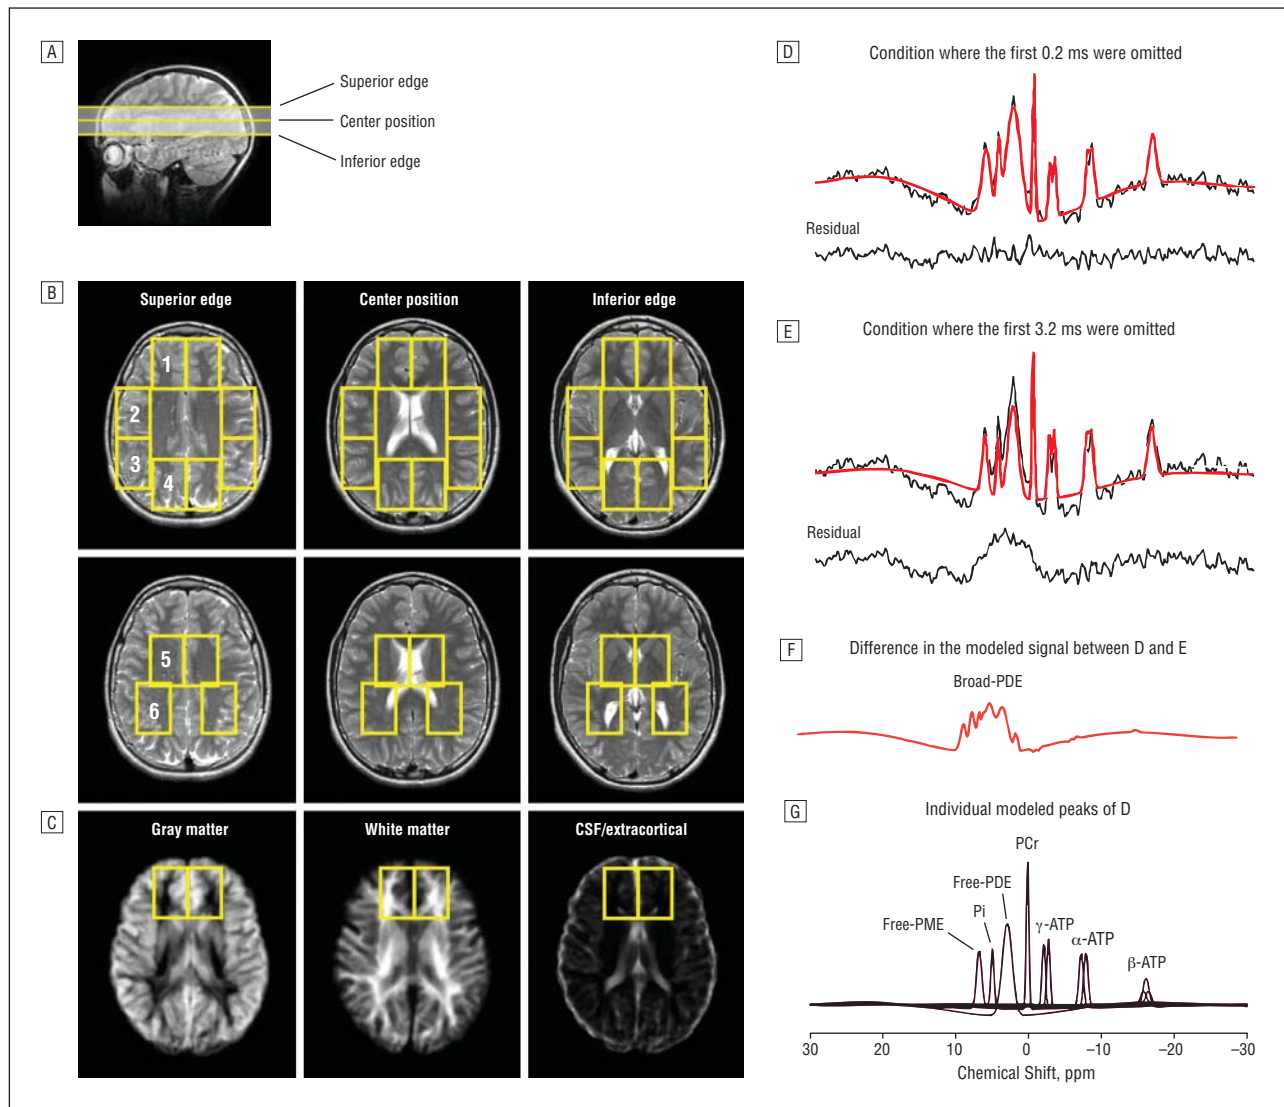 A
Superior edge
Center position
Inferior edge
B
Superior edge
Center position
Inferior edge
1
2
3
4
5
6
C
Gray matter
White matter
CSF/extracortical
D
Condition where the first 0.2 ms were omitted
Residual
E
Condition where the first 3.2 ms were omitted
Residual
F
Difference in the modeled signal between D and E
Broad-PDE
G
Individual modeled peaks of D
PCr
Free-PDE
Pi
Free-PME
γ-ATP
α-ATP
β-ATP
30 20 10 0 –10 –20 –30
Chemical Shift, ppm